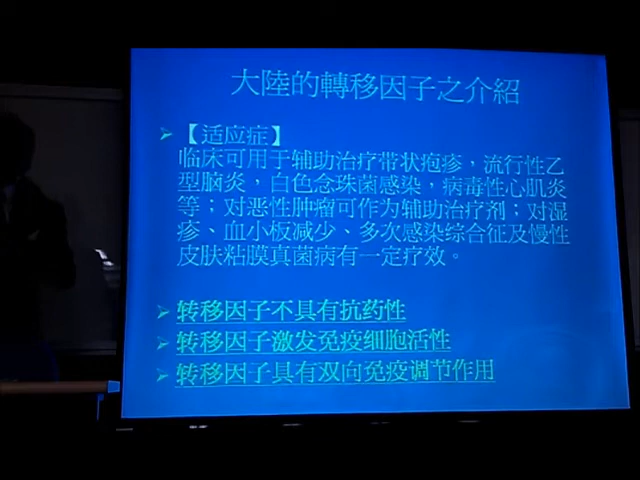 大陸的轉移因子之介紹
➢【适应症】
临床可用于辅助治疗带状疱疹，流行性乙
型脑炎，白色念珠菌感染，病毒性心肌炎
等；对恶性肿瘤可作为辅助治疗剂；对湿
疹、血小板减少、多次感染综合征及慢性
皮肤粘膜真菌病有一定疗效。
➢转移因子不具有抗药性
➢转移因子激发免疫细胞活性
➢转移因子具有双向免疫调节作用